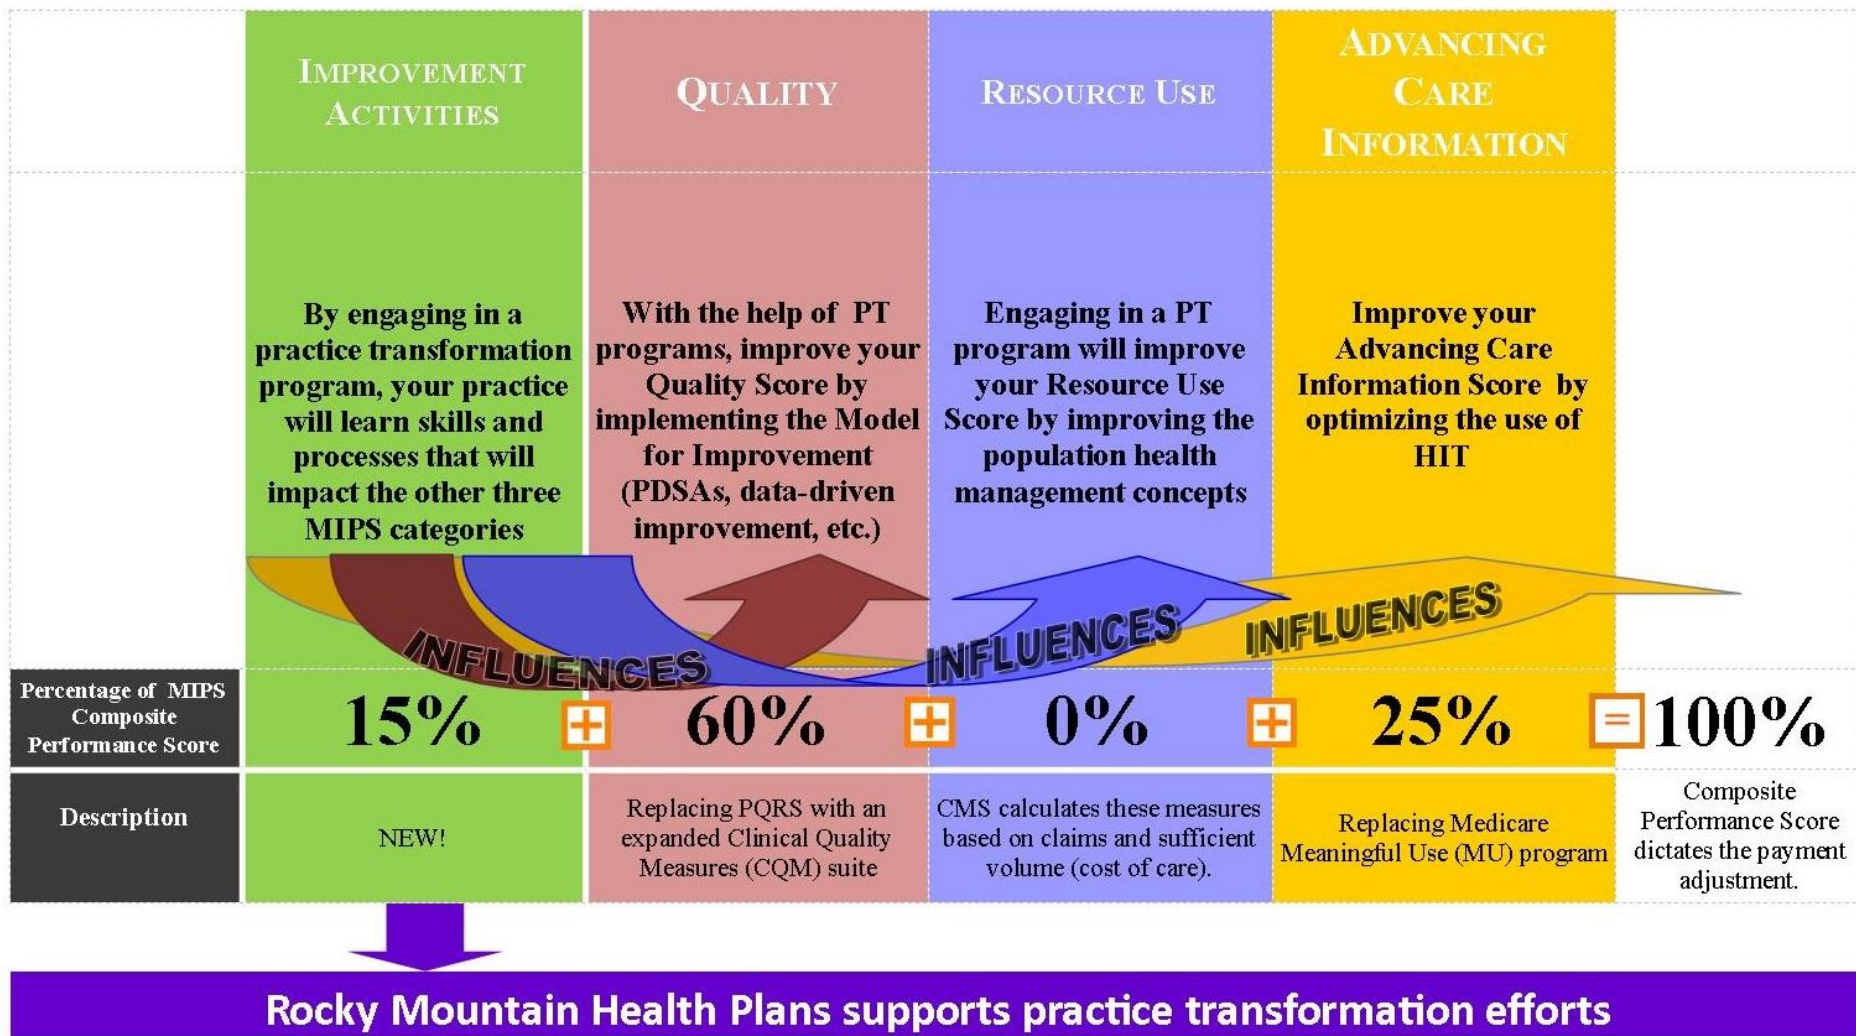 IMPROVEMENT
ACTIVITIES
QUALITY
RESOURCE USE
ADVANCING
CARE
INFORMATION
By engaging in a
practice transformation
program, your practice
will learn skills and
processes that will
impact the other three
MIPS categories
With the help of PT
programs, improve your
Quality Score by
implementing the Model
for Improvement
(PDSAs, data-driven
improvement, etc.)
Engaging in a PT
program will improve
your Resource Use
Score by improving the
population health
management concepts
Improve your
Advancing Care
Information Score by
optimizing the use of
HIT
INFLUENCES
INFLUENCES
INFLUENCES
Percentage of MIPS
Composite
Performance Score
15% + 60% + 0% + 25% = 100%
Description
NEW!
Replacing PQRS with an
expanded Clinical Quality
Measures (CQM) suite
CMS calculates these measures
based on claims and sufficient
volume (cost of care).
Replacing Medicare
Meaningful Use (MU) program
Composite
Performance Score
dictates the payment
adjustment.
Rocky Mountain Health Plans supports practice transformation efforts